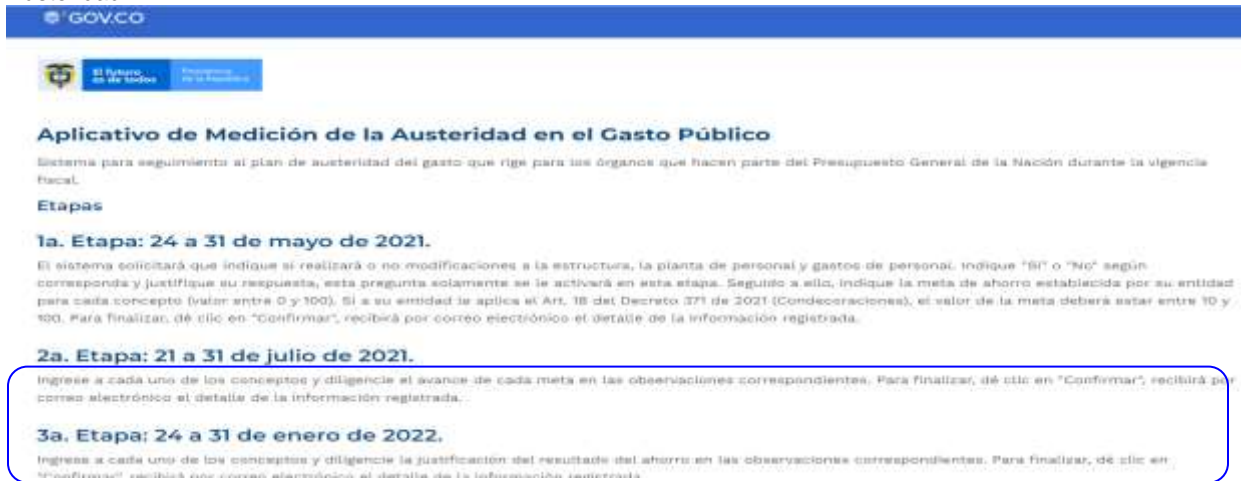 GOV.CO
El futuro
es de todos
Aplicativo de Medición de la Austeridad en el Gasto Público
Sistema para seguimiento al plan de austeridad del gasto que rige para los órganos que hacen parte del Presupuesto General de la Nación durante la vigencia
fiscal.
Etapas
1a. Etapa: 24 a 31 de mayo de 2021.
El sistema solicitará que indique si realizará o no modificaciones a la estructura, la planta de personal y gastos de personal. Indique "Sí" o "No" según
corresponda y justifique su respuesta, esta pregunta solamente se le activará en esta etapa. Seguido a ello, indique la meta de ahorro establecida por su entidad
para cada concepto (valor entre 0 y 100). Si a su entidad le aplica el Art. 18 del Decreto 371 de 2021 (Condecoraciones), el valor de la meta deberá estar entre 10 y
100. Para finalizar, dé clic en "Confirmar", recibirá por correo electrónico el detalle de la información registrada.
2a. Etapa: 21 a 31 de julio de 2021.
Ingrese a cada uno de los conceptos y diligencie el avance de cada meta en las observaciones correspondientes. Para finalizar, dé clic en "Confirmar", recibirá por
correo electrónico el detalle de la información registrada.
3a. Etapa: 24 a 31 de enero de 2022.
Ingrese a cada uno de los conceptos y diligencie la justificación del resultado del ahorro en las observaciones correspondientes. Para finalizar, dé clic en
"Confirmar", recibirá por correo electrónico el detalle de la información registrada.